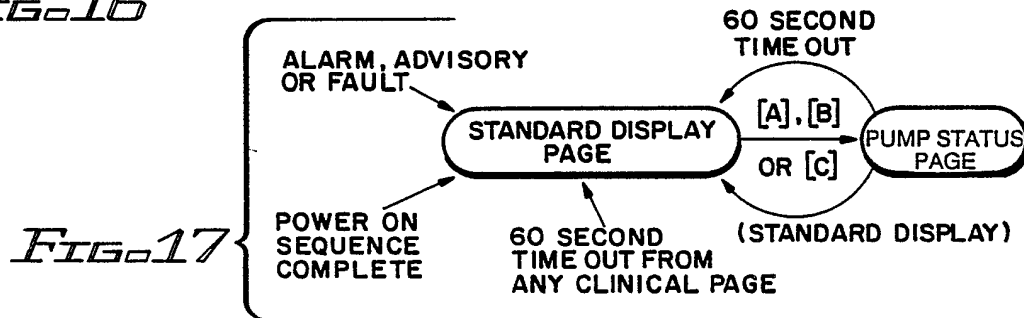 FIG. 16
60 SECOND
TIME OUT
ALARM, ADVISORY
OR FAULT
STANDARD DISPLAY
PAGE
[A], [B]
OR [C]
PUMP STATUS
PAGE
FIG. 17
POWER ON
SEQUENCE
COMPLETE
60 SECOND
TIME OUT FROM
ANY CLINICAL PAGE
(STANDARD DISPLAY)